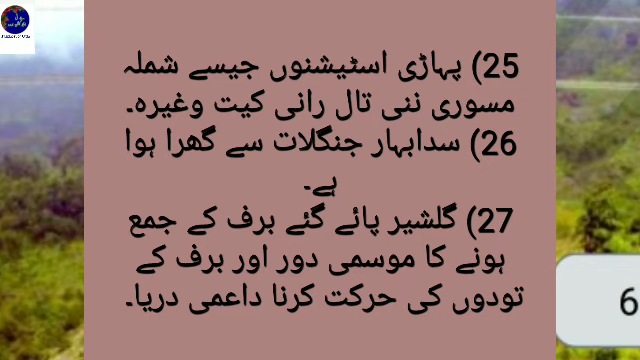 25) پہاڑی اسٹیشنوں جیسے شملہ
مسوری ننی تال رانی کیت وغیرہ۔
26) سدابہار جنگلات سے گھرا ہوا
ہے۔
27) گلشیر پائے گئے برف کے جمع
ہونے کا موسمی دور اور برف کے
تودوں کی حرکت کرنا داعمی دریا۔
6